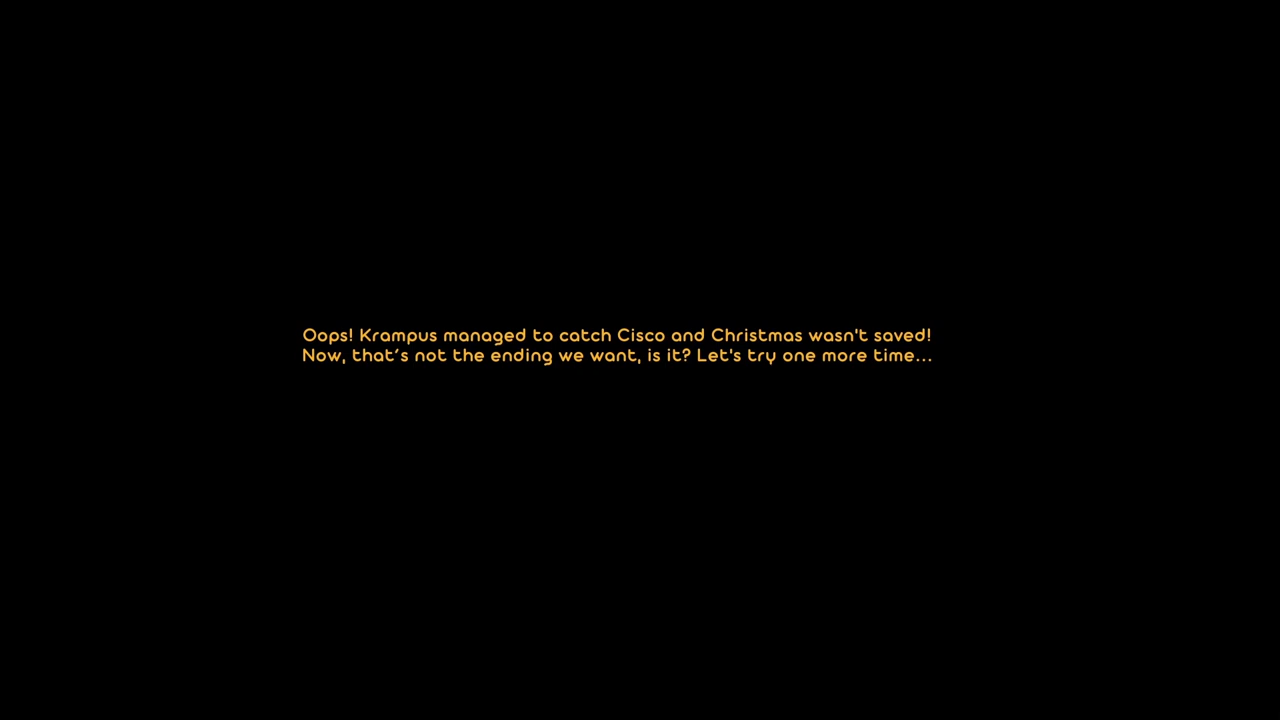 Oops! Krampus managed to catch Cisco and Christmas wasn't saved!
Now, that´s not the ending we want, is it? Let's try one more time...